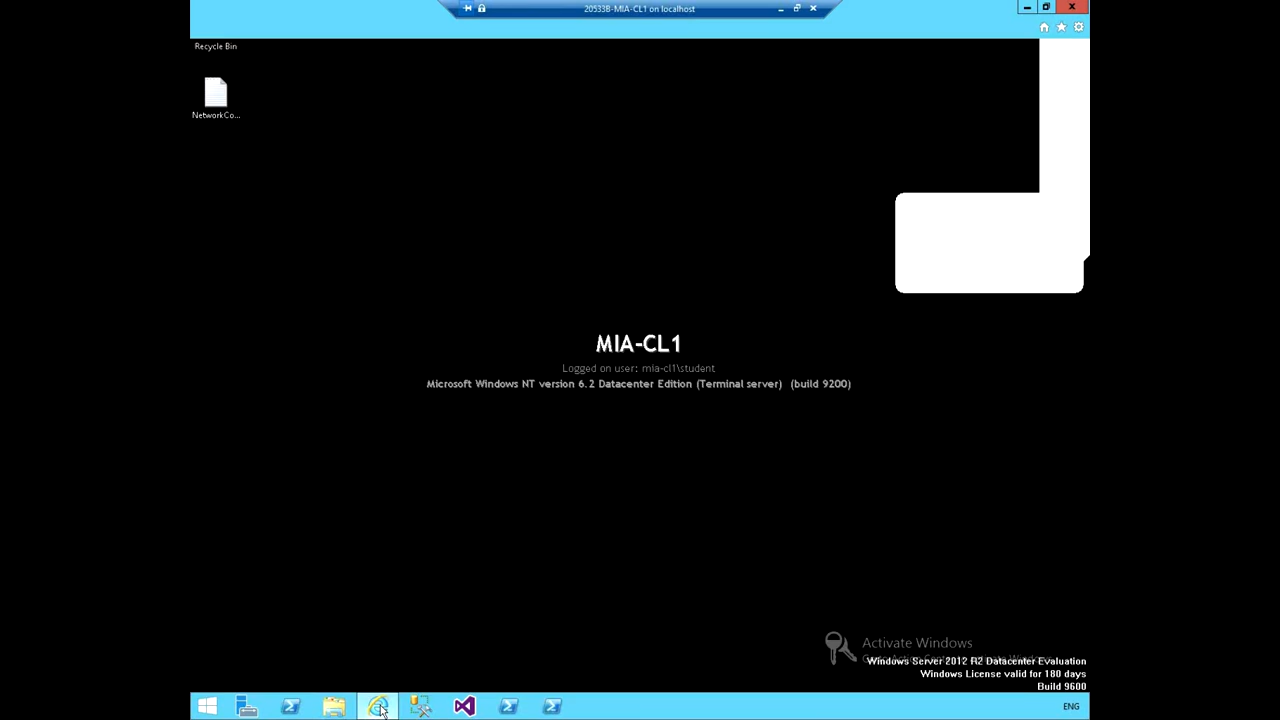 20533B-MIA-CL1 on localhost
Recycle Bin
NetworkCo...
MIA-CL1
Logged on user: mia-cl1\student
Microsoft Windows NT version 6.2 Datacenter Edition (Terminal server) (build 9200)
Activate Windows
Windows Server 2012 R2 Datacenter Evaluation
Windows License valid for 180 days
Build 9600
ENG